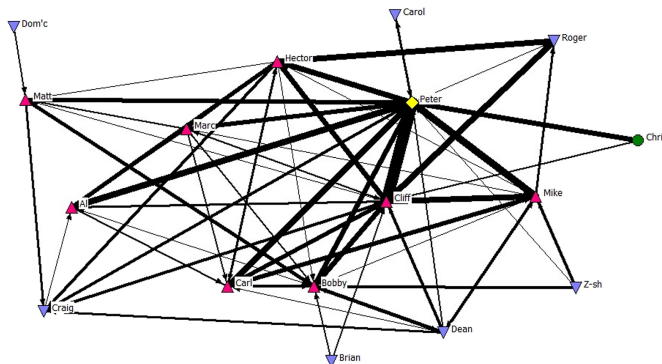 Carol
Dom'c
Roger
Hector
Matt
Peter
Marc
Chri
Mike
Al
Cliff
Carl
Bobby
Z-sh
Craig
Dean
Brian